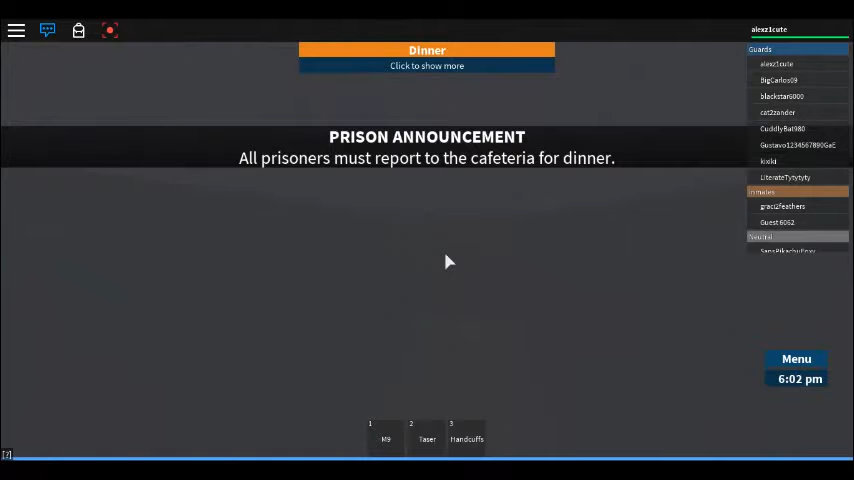 alexz1cute
Dinner
Click to show more
Guards
alexz1cute
BigCarlos09
blackstar6000
cat2zander
CuddlyBat980
Gustavo1234567890GaE
kixlki
LiterateTytytyty
PRISON ANNOUNCEMENT
All prisoners must report to the cafeteria for dinner.
Inmates
graci2feathers
Guest 6062
Neutral
Menu
6:02 pm
1
M9
2
Taser
3
Handcuffs
[?]